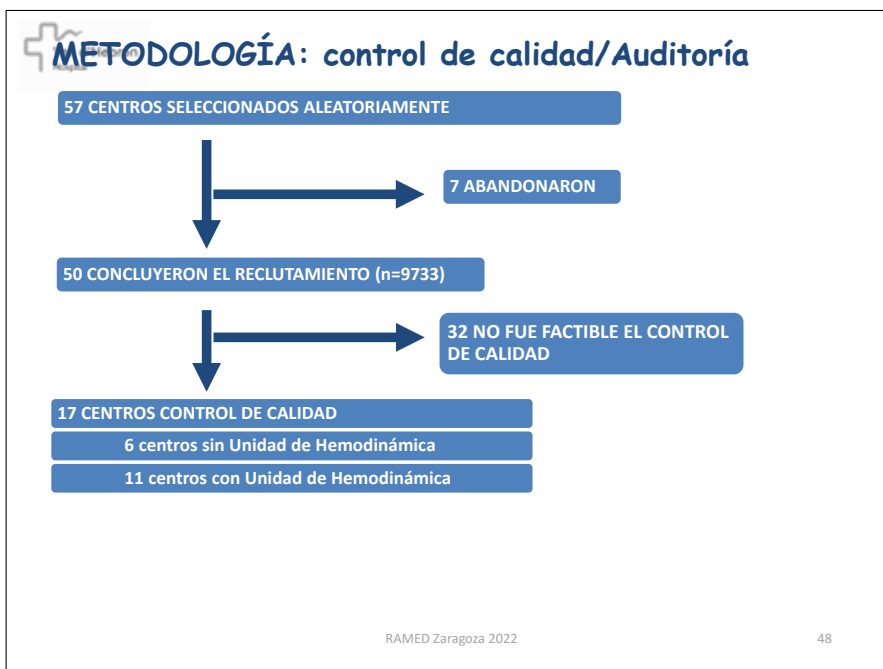 METODOLOGÍA: control de calidad/Auditoría
57 CENTROS SELECCIONADOS ALEATORIAMENTE
7 ABANDONARON
50 CONCLUYERON EL RECLUTAMIENTO (n=9733)
32 NO FUE FACTIBLE EL CONTROL
DE CALIDAD
17 CENTROS CONTROL DE CALIDAD
6 centros sin Unidad de Hemodinámica
11 centros con Unidad de Hemodinámica
RAMED Zaragoza 2022
48